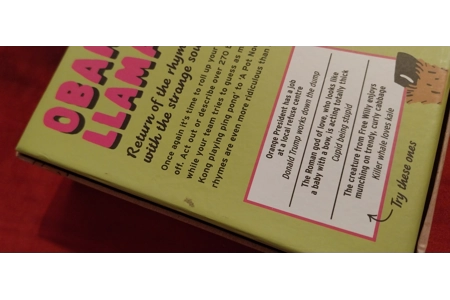 OBA
LLAMA
Return of the rhym
with the strange sou
Once again it's time to roll up your
off. Act out or describe over 270
while your team tries to guess as m
Kong playing ping pong to 'A Pot No
rhymes are even more ridiculous than
Orange President has a job
at a local refuse centre
Donald Trump works down the dump
The Roman god of love, who looks like
a baby with a bow, is acting totally thick
Cupid being stupid
The creature from Free Willy enjoys
munching on trendy, curly cabbage
Killer whale loves kale
Try these ones